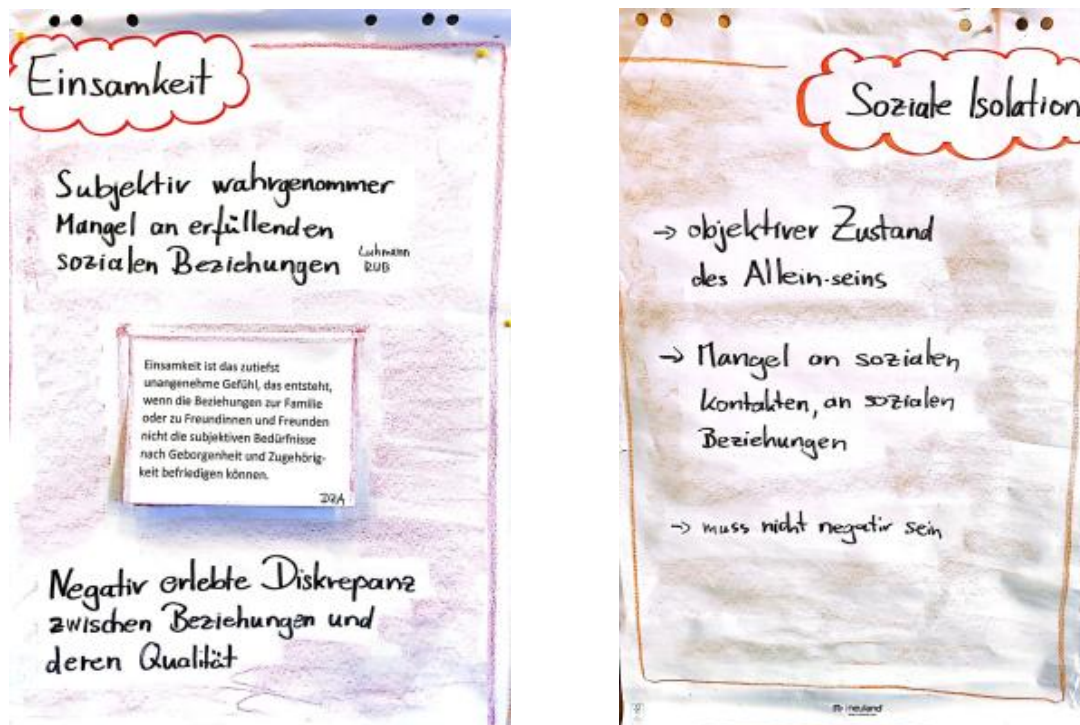 Einsamkeit
Subjektiv wahrgenommer
Mangel an erfüllenden
sozialen Beziehungen
Luhmann
RUB
Einsamkeit ist das zutiefst
unangenehme Gefühl, das entsteht,
wenn die Beziehungen zur Familie
oder zu Freundinnen und Freunden
nicht die subjektiven Bedürfnisse
nach Geborgenheit und Zugehörig-
keit befriedigen können.
DZA
Negativ erlebte Diskrepanz
zwischen Beziehungen und
deren Qualität
Soziale Isolation
→ objektiver Zustand
des Allein-seins
→ Mangel an sozialen
Kontakten, an sozialen
Beziehungen
→ muss nicht negativ sein
neuland